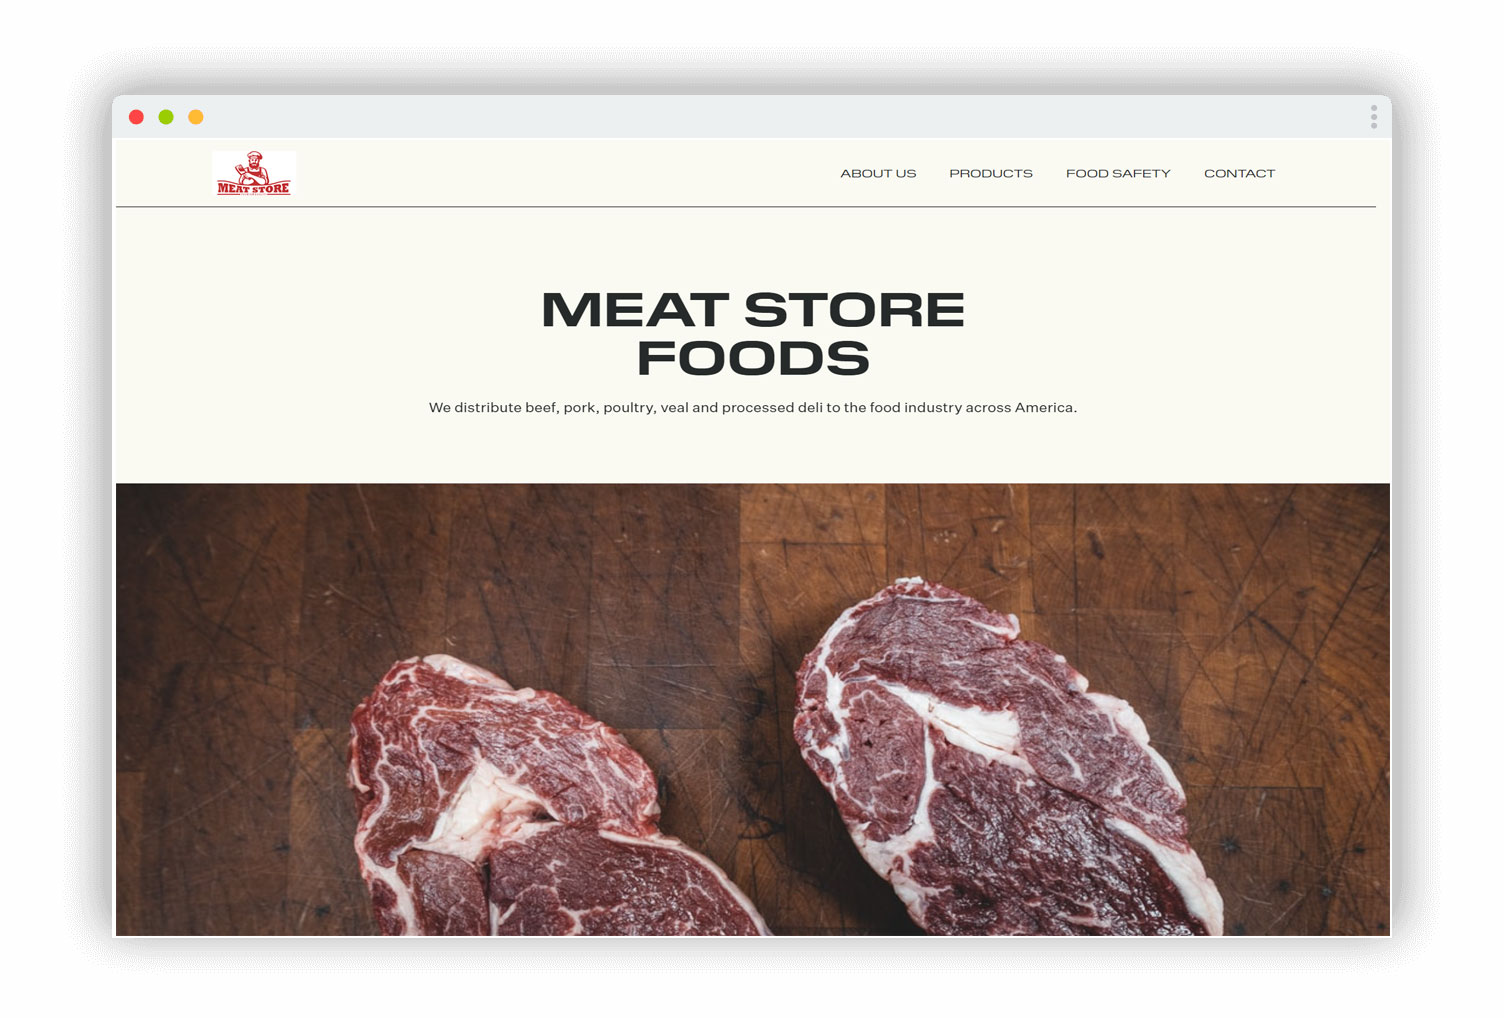 MEAT STORE
ABOUT US
PRODUCTS
FOOD SAFETY
CONTACT
MEAT STORE
FOODS
We distribute beef, pork, poultry, veal and processed deli to the food industry across America.